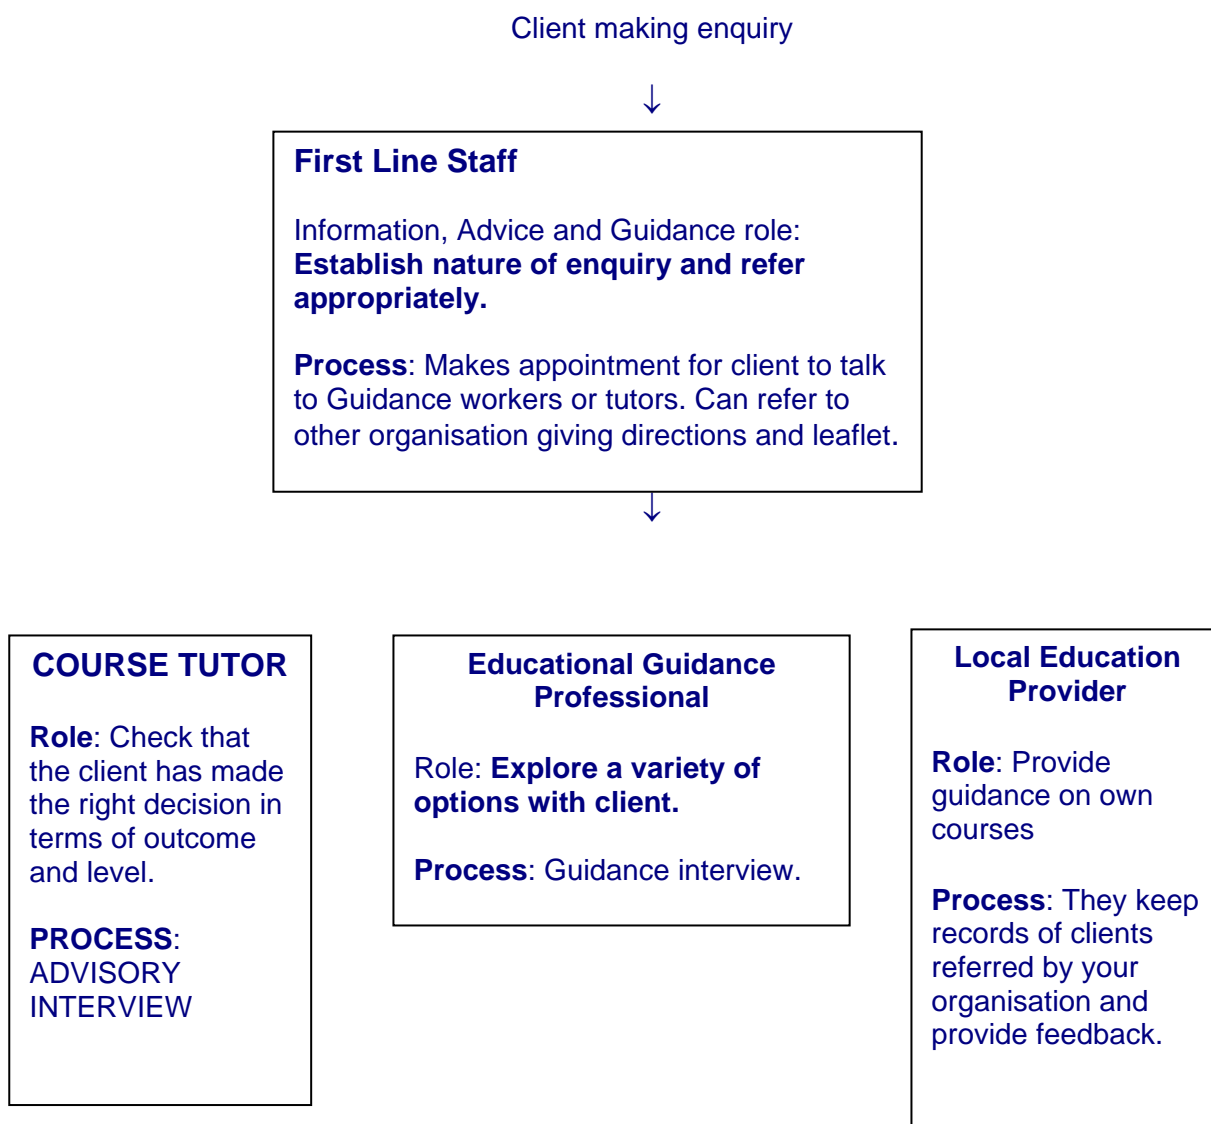 Client making enquiry
↓
First Line Staff
Information, Advice and Guidance role:
Establish nature of enquiry and refer
appropriately.
Process: Makes appointment for client to talk
to Guidance workers or tutors. Can refer to
other organisation giving directions and leaflet.
↓
COURSE TUTOR
Role: Check that
the client has made
the right decision in
terms of outcome
and level.
PROCESS:
ADVISORY
INTERVIEW
Educational Guidance
Professional
Role: Explore a variety of
options with client.
Process: Guidance interview.
Local Education
Provider
Role: Provide
guidance on own
courses
Process: They keep
records of clients
referred by your
organisation and
provide feedback.